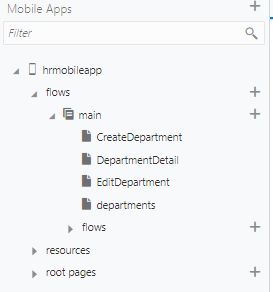 Mobile Apps
Filter
hrmobileapp
flows
main
CreateDepartment
DepartmentDetail
EditDepartment
departments
flows
resources
root pages